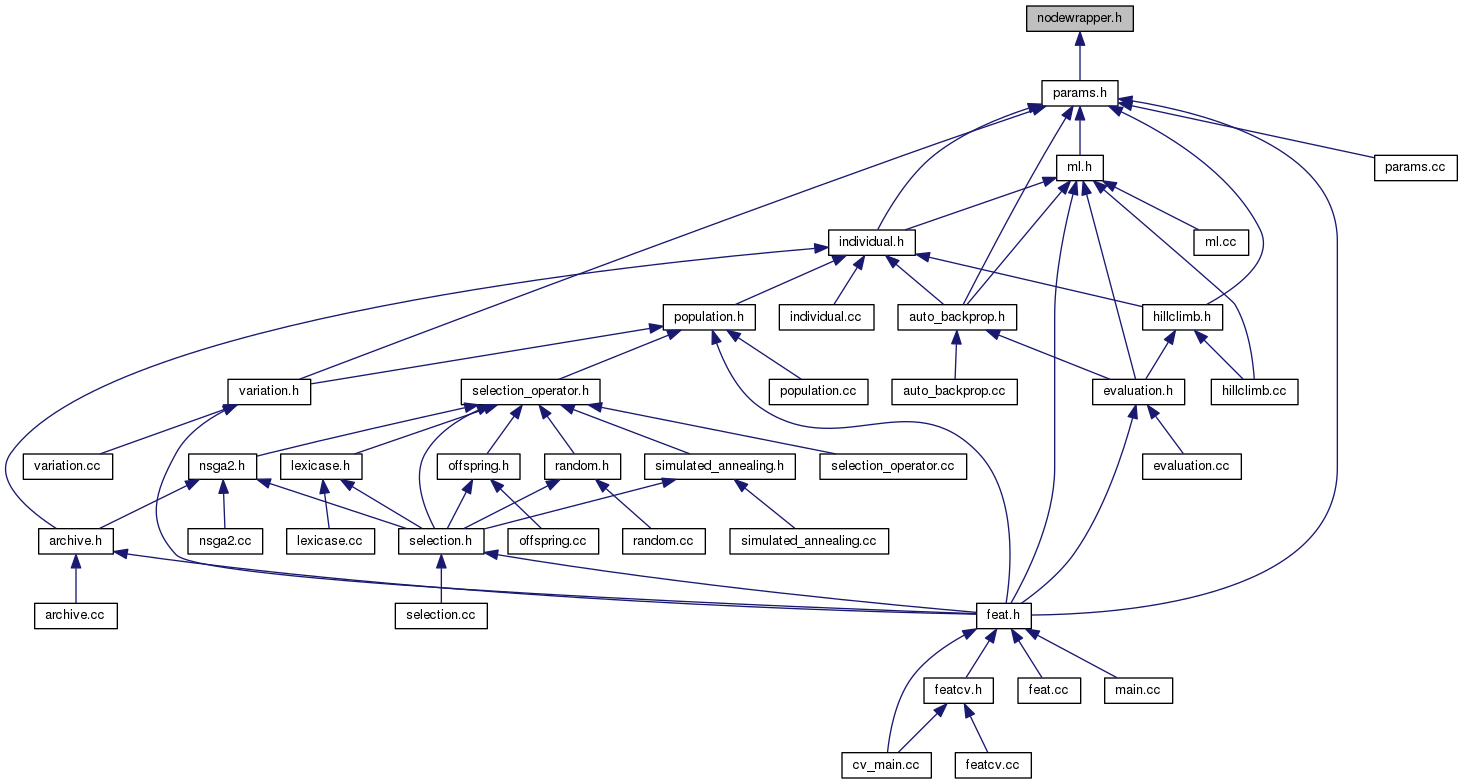 nodewrapper.h
params.h
ml.h
params.cc
individual.h
ml.cc
population.h
individual.cc
auto_backprop.h
hillclimb.h
variation.h
selection_operator.h
population.cc
auto_backprop.cc
evaluation.h
hillclimb.cc
variation.cc
nsga2.h
lexicase.h
offspring.h
random.h
simulated_annealing.h
selection_operator.cc
evaluation.cc
archive.h
nsga2.cc
lexicase.cc
selection.h
offspring.cc
random.cc
simulated_annealing.cc
archive.cc
selection.cc
feat.h
featcv.h
feat.cc
main.cc
cv_main.cc
featcv.cc